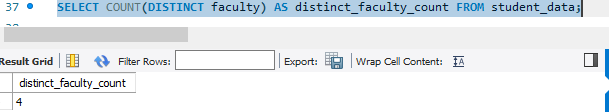 37 SELECT COUNT(DISTINCT faculty) AS distinct_faculty_count FROM student_data;
Result Grid Filter Rows: Export: Wrap Cell Content: IA
distinct_faculty_count
4